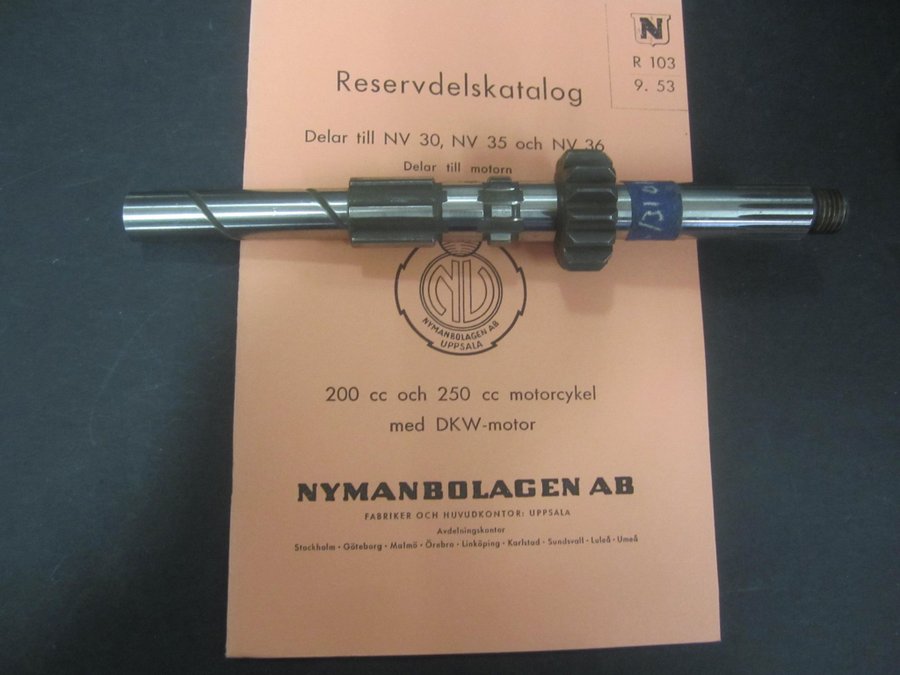 N
R 103
9. 53
Reservdelskatalog
Delar till NV 30, NV 35 och NV 36
Delar till motorn
NV
NYMANBOLAGEN AB
UPPSALA
200 cc och 250 cc motorcykel
med DKW-motor
NYMANBOLAGEN AB
FABRIKER OCH HUVUDKONTOR: UPPSALA
Avdelningskontor
Stockholm · Göteborg · Malmö · Örebro · Linköping · Karlstad · Sundsvall · Luleå · Umeå